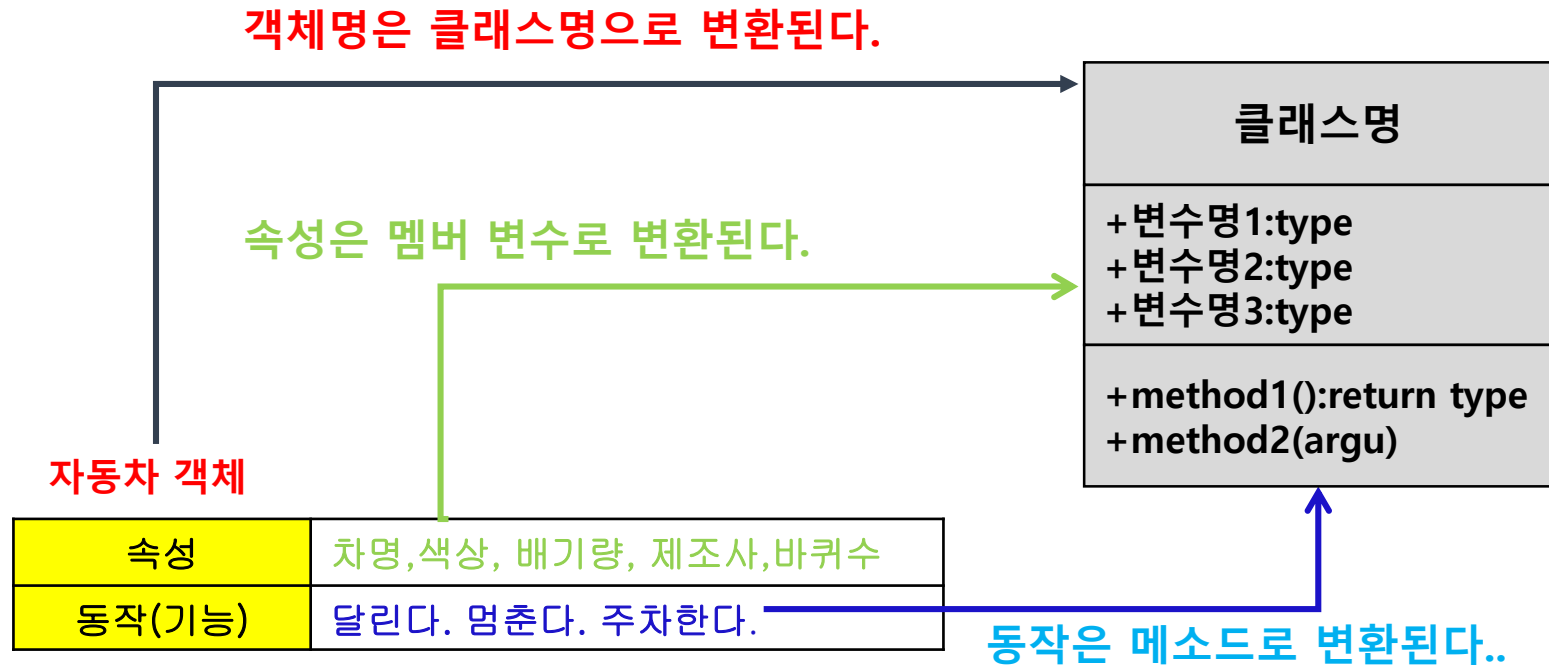 객체명은 클래스명으로 변환된다.
클래스명
속성은 멤버 변수로 변환된다.
+변수명1:type
+변수명2:type
+변수명3:type
+method1():return type
+method2(argu)
자동차 객체
속성 차명,색상, 배기량, 제조사,바퀴수
동작(기능) 달린다. 멈춘다. 주차한다.
동작은 메소드로 변환된다..